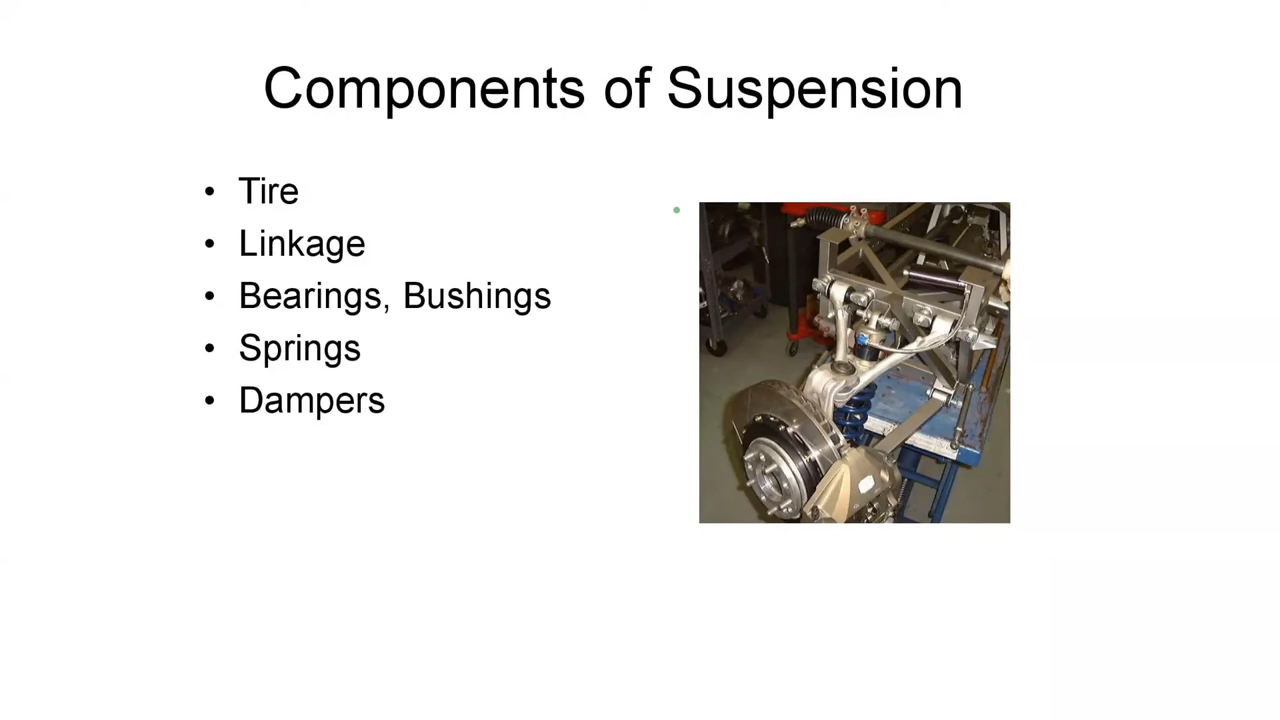 Components of Suspension
• Tire
• Linkage
• Bearings, Bushings
• Springs
• Dampers